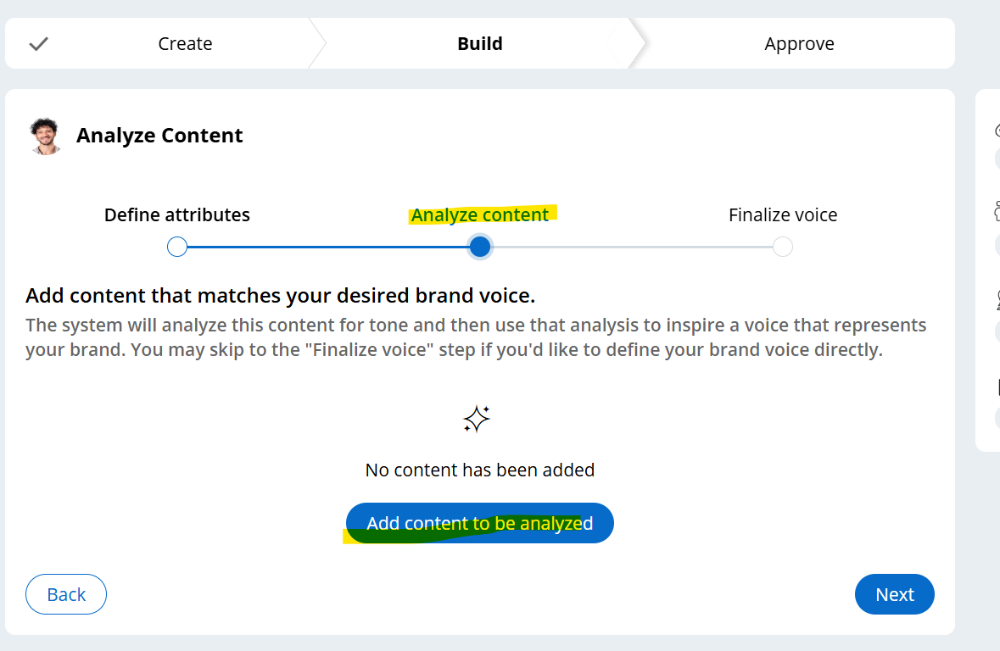 Create
Build
Approve
Analyze Content
Define attributes
Analyze content
Finalize voice
Add content that matches your desired brand voice.
The system will analyze this content for tone and then use that analysis to inspire a voice that represents
your brand. You may skip to the "Finalize voice" step if you'd like to define your brand voice directly.
No content has been added
Add content to be analyzed
Back
Next